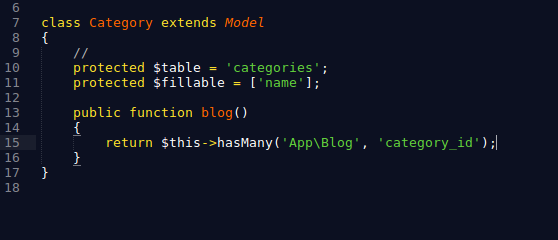 6
7 class Category extends Model
8 {
9     //
10     protected $table = 'categories';
11     protected $fillable = ['name'];
12
13     public function blog()
14     {
15         return $this->hasMany('App\Blog', 'category_id');
16     }
17 }
18